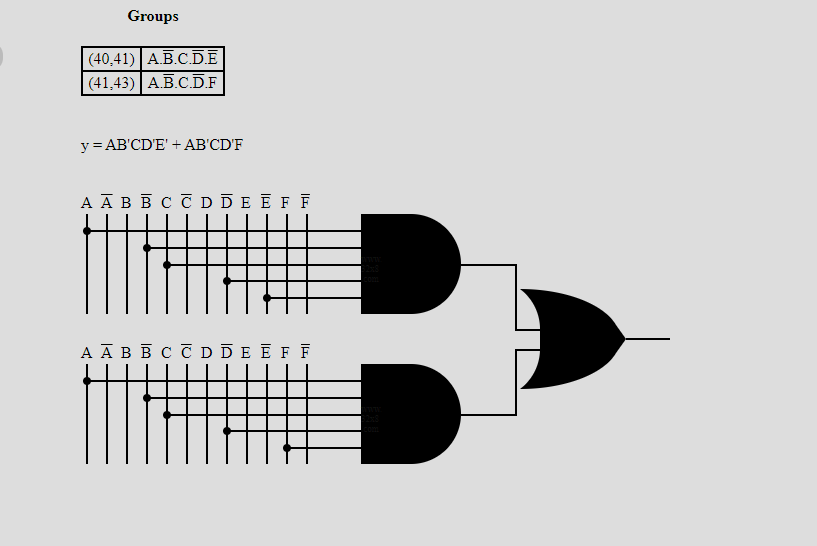 Groups
(40,41) A.B̅.C.D̅.E̅
(41,43) A.B̅.C.D̅.F
y = AB'CD'E' + AB'CD'F
A A̅ B B̅ C C̅ D D̅ E E̅ F F̅
A A̅ B B̅ C C̅ D D̅ E E̅ F F̅